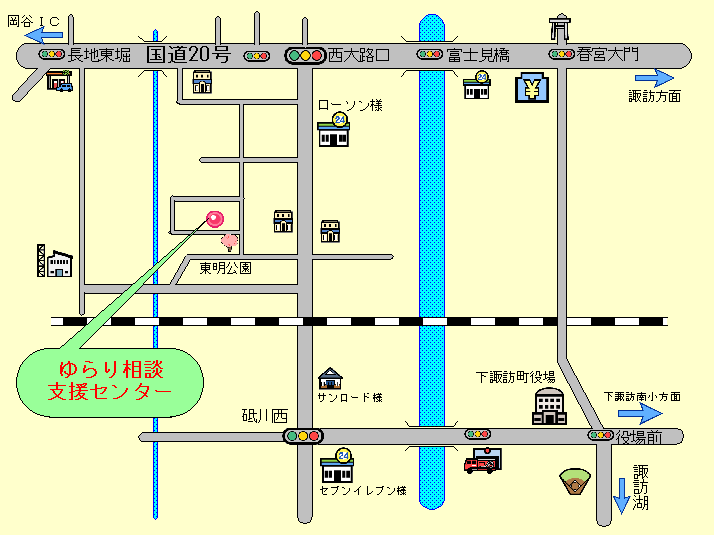 岡谷ＩＣ
長地東堀
国道20号
西大路口
富士見橋
春宮大門
24
¥
諏訪方面
ローソン様
24
東明公園
ゆらり相談
支援センター
サンロード様
下諏訪町役場
下諏訪南小方面
砥川西
役場前
24
セブンイレブン様
諏訪湖